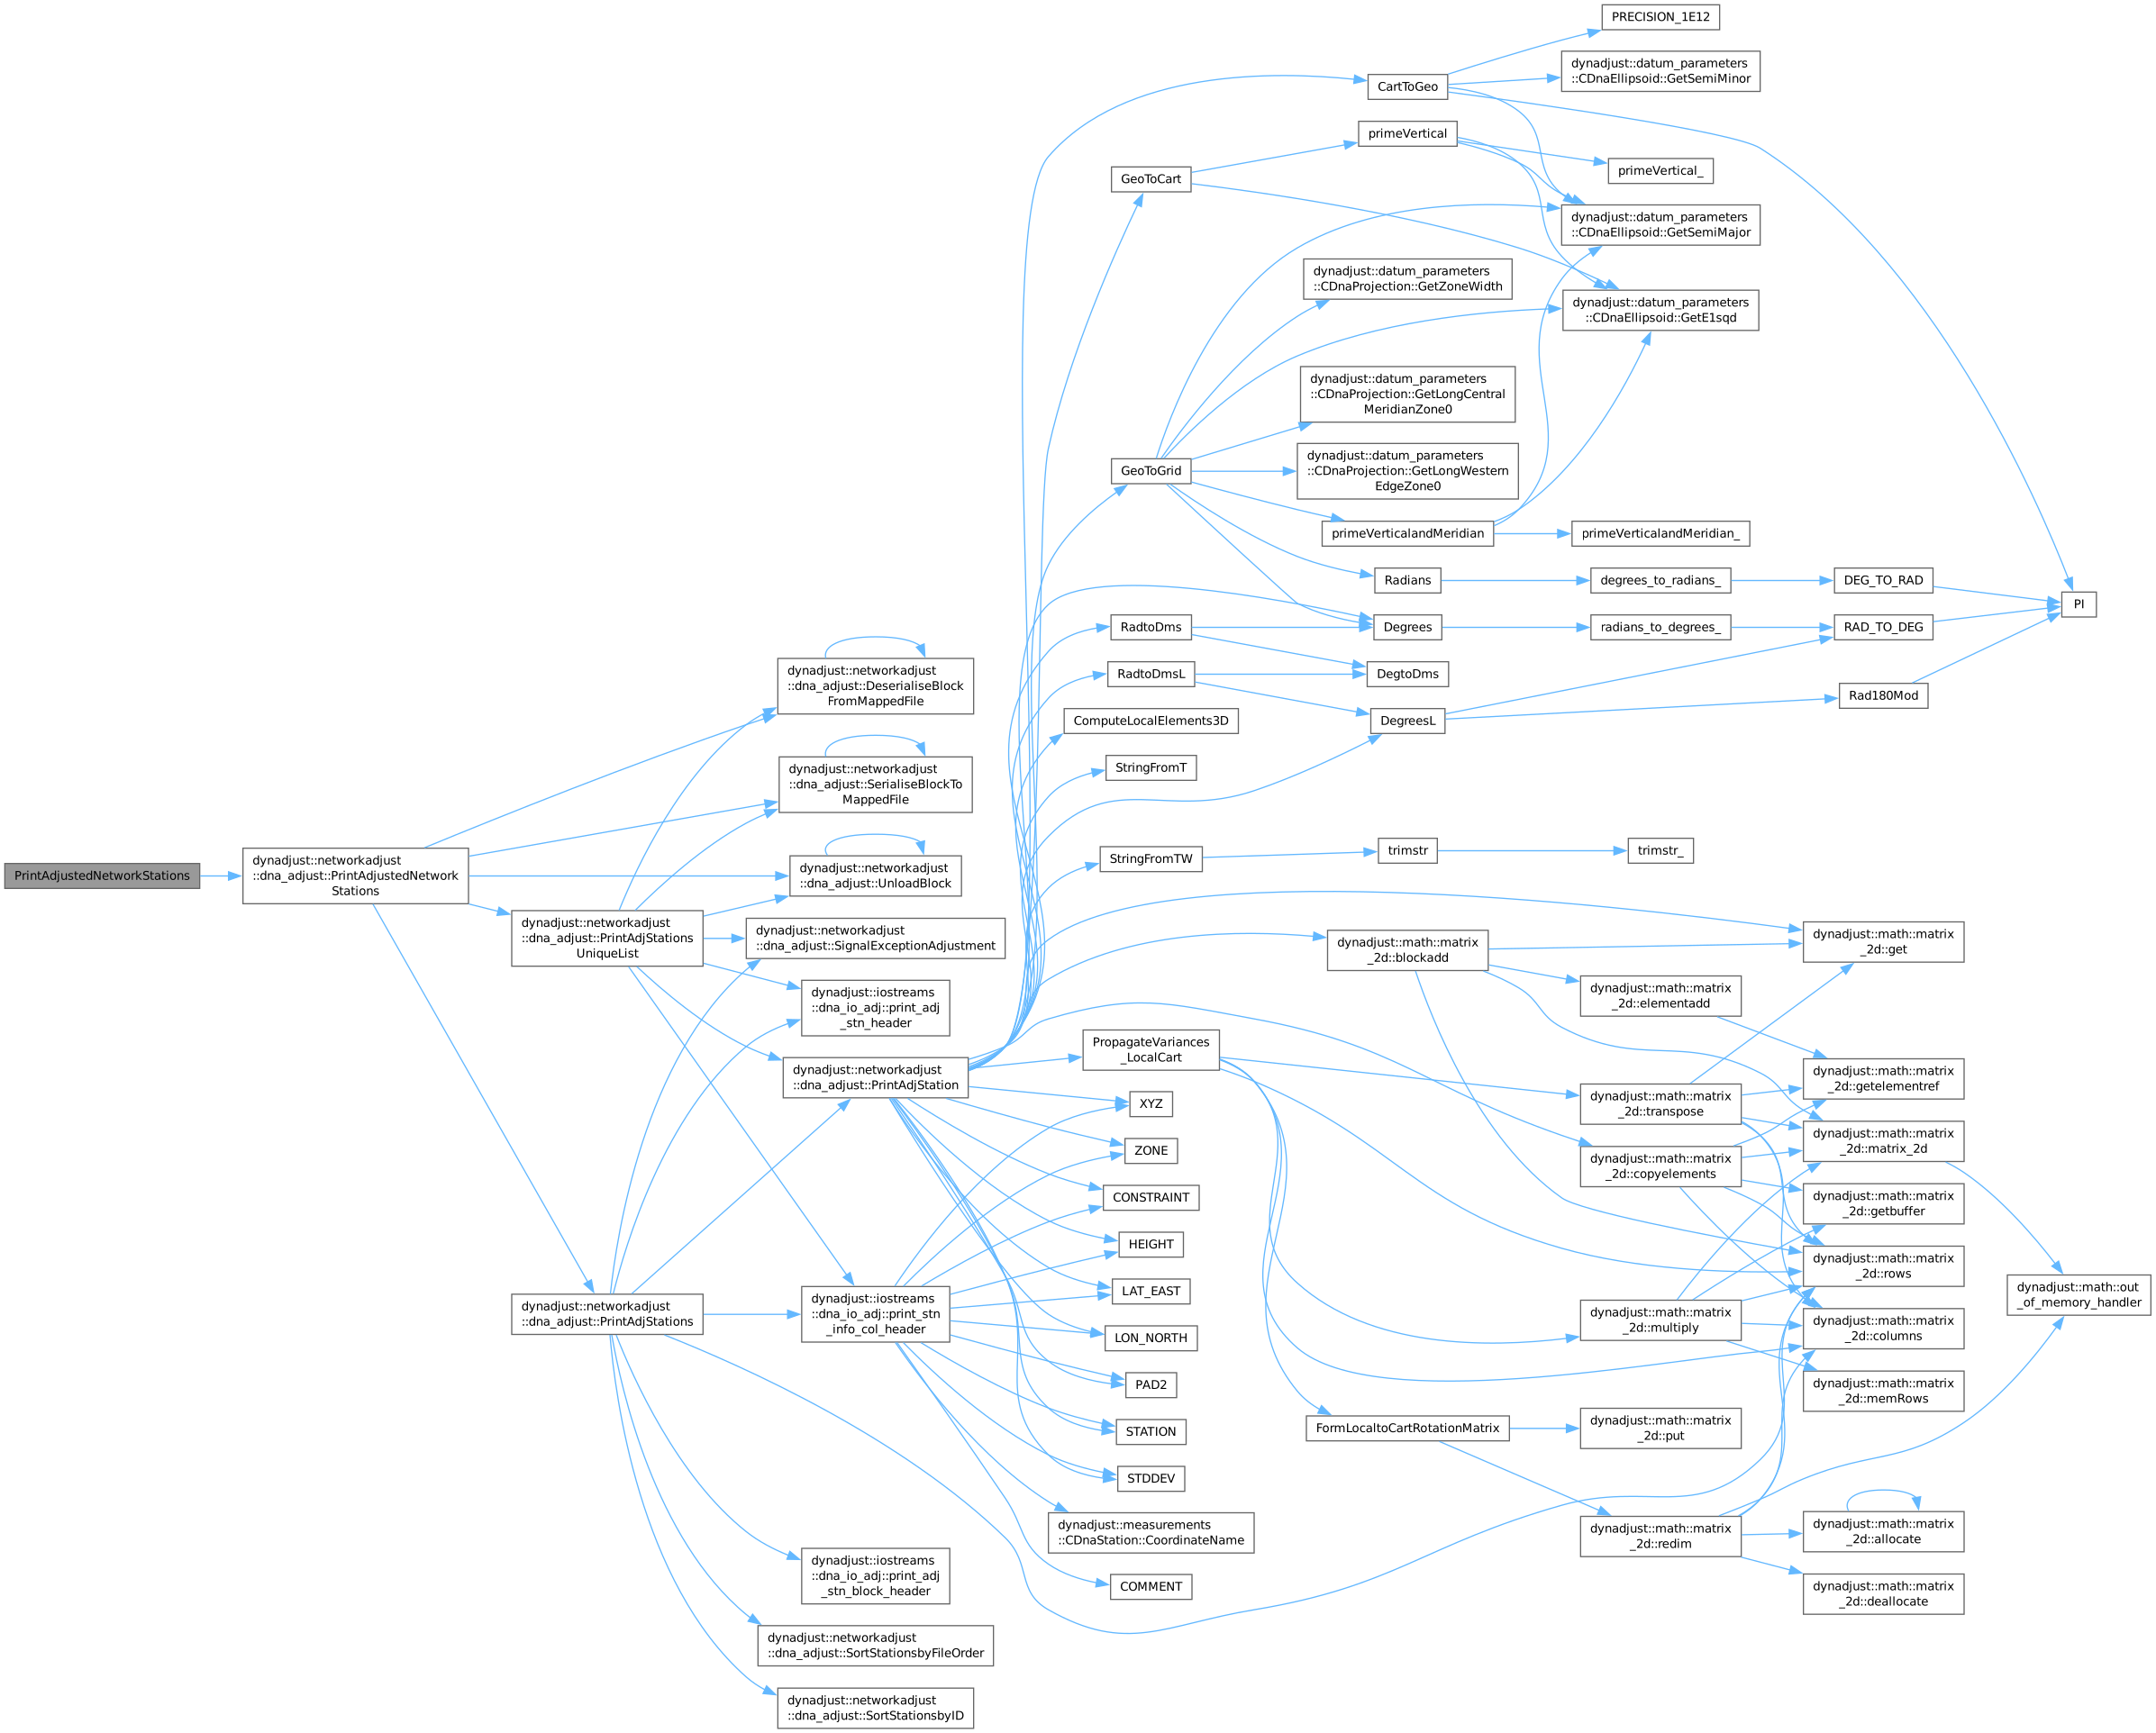 PrintAdjustedNetworkStations
dynadjust::networkadjust
::dna_adjust::PrintAdjustedNetwork
Stations
dynadjust::networkadjust
::dna_adjust::DeserialiseBlock
FromMappedFile
dynadjust::networkadjust
::dna_adjust::SerialiseBlockTo
MappedFile
dynadjust::networkadjust
::dna_adjust::UnloadBlock
dynadjust::networkadjust
::dna_adjust::PrintAdjStations
UniqueList
dynadjust::networkadjust
::dna_adjust::SignalExceptionAdjustment
dynadjust::iostreams
::dna_io_adj::print_adj
_stn_header
dynadjust::networkadjust
::dna_adjust::PrintAdjStation
dynadjust::networkadjust
::dna_adjust::PrintAdjStations
dynadjust::iostreams
::dna_io_adj::print_stn
_info_col_header
dynadjust::iostreams
::dna_io_adj::print_adj
_stn_block_header
dynadjust::networkadjust
::dna_adjust::SortStationsbyFileOrder
dynadjust::networkadjust
::dna_adjust::SortStationsbyID
CartToGeo
PRECISION_1E12
dynadjust::datum_parameters
::CDnaEllipsoid::GetSemiMinor
primeVertical
primeVertical_
GeoToCart
dynadjust::datum_parameters
::CDnaEllipsoid::GetSemiMajor
dynadjust::datum_parameters
::CDnaProjection::GetZoneWidth
dynadjust::datum_parameters
::CDnaEllipsoid::GetE1sqd
dynadjust::datum_parameters
::CDnaProjection::GetLongCentral
MeridianZone0
GeoToGrid
dynadjust::datum_parameters
::CDnaProjection::GetLongWestern
EdgeZone0
primeVerticalandMeridian
primeVerticalandMeridian_
Radians
degrees_to_radians_
DEG_TO_RAD
PI
RadtoDms
Degrees
radians_to_degrees_
RAD_TO_DEG
RadtoDmsL
DegtoDms
Rad180Mod
ComputeLocalElements3D
DegreesL
StringFromT
StringFromTW
trimstr
trimstr_
dynadjust::math::matrix
_2d::blockadd
dynadjust::math::matrix
_2d::get
dynadjust::math::matrix
_2d::elementadd
PropagateVariances
_LocalCart
dynadjust::math::matrix
_2d::getelementref
dynadjust::math::matrix
_2d::transpose
dynadjust::math::matrix
_2d::matrix_2d
dynadjust::math::matrix
_2d::copyelements
dynadjust::math::matrix
_2d::getbuffer
dynadjust::math::matrix
_2d::rows
dynadjust::math::out
_of_memory_handler
dynadjust::math::matrix
_2d::multiply
dynadjust::math::matrix
_2d::columns
dynadjust::math::matrix
_2d::memRows
XYZ
ZONE
CONSTRAINT
HEIGHT
LAT_EAST
LON_NORTH
PAD2
STATION
STDDEV
FormLocaltoCartRotationMatrix
dynadjust::math::matrix
_2d::put
dynadjust::measurements
::CDnaStation::CoordinateName
dynadjust::math::matrix
_2d::redim
dynadjust::math::matrix
_2d::allocate
COMMENT
dynadjust::math::matrix
_2d::deallocate